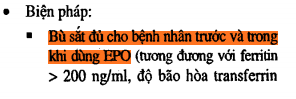 • Biện pháp:
▪ Bù sắt đủ cho bệnh nhân trước và trong
khi dùng EPO (tương đương với ferritin
> 200 ng/ml, độ bão hòa transferrin